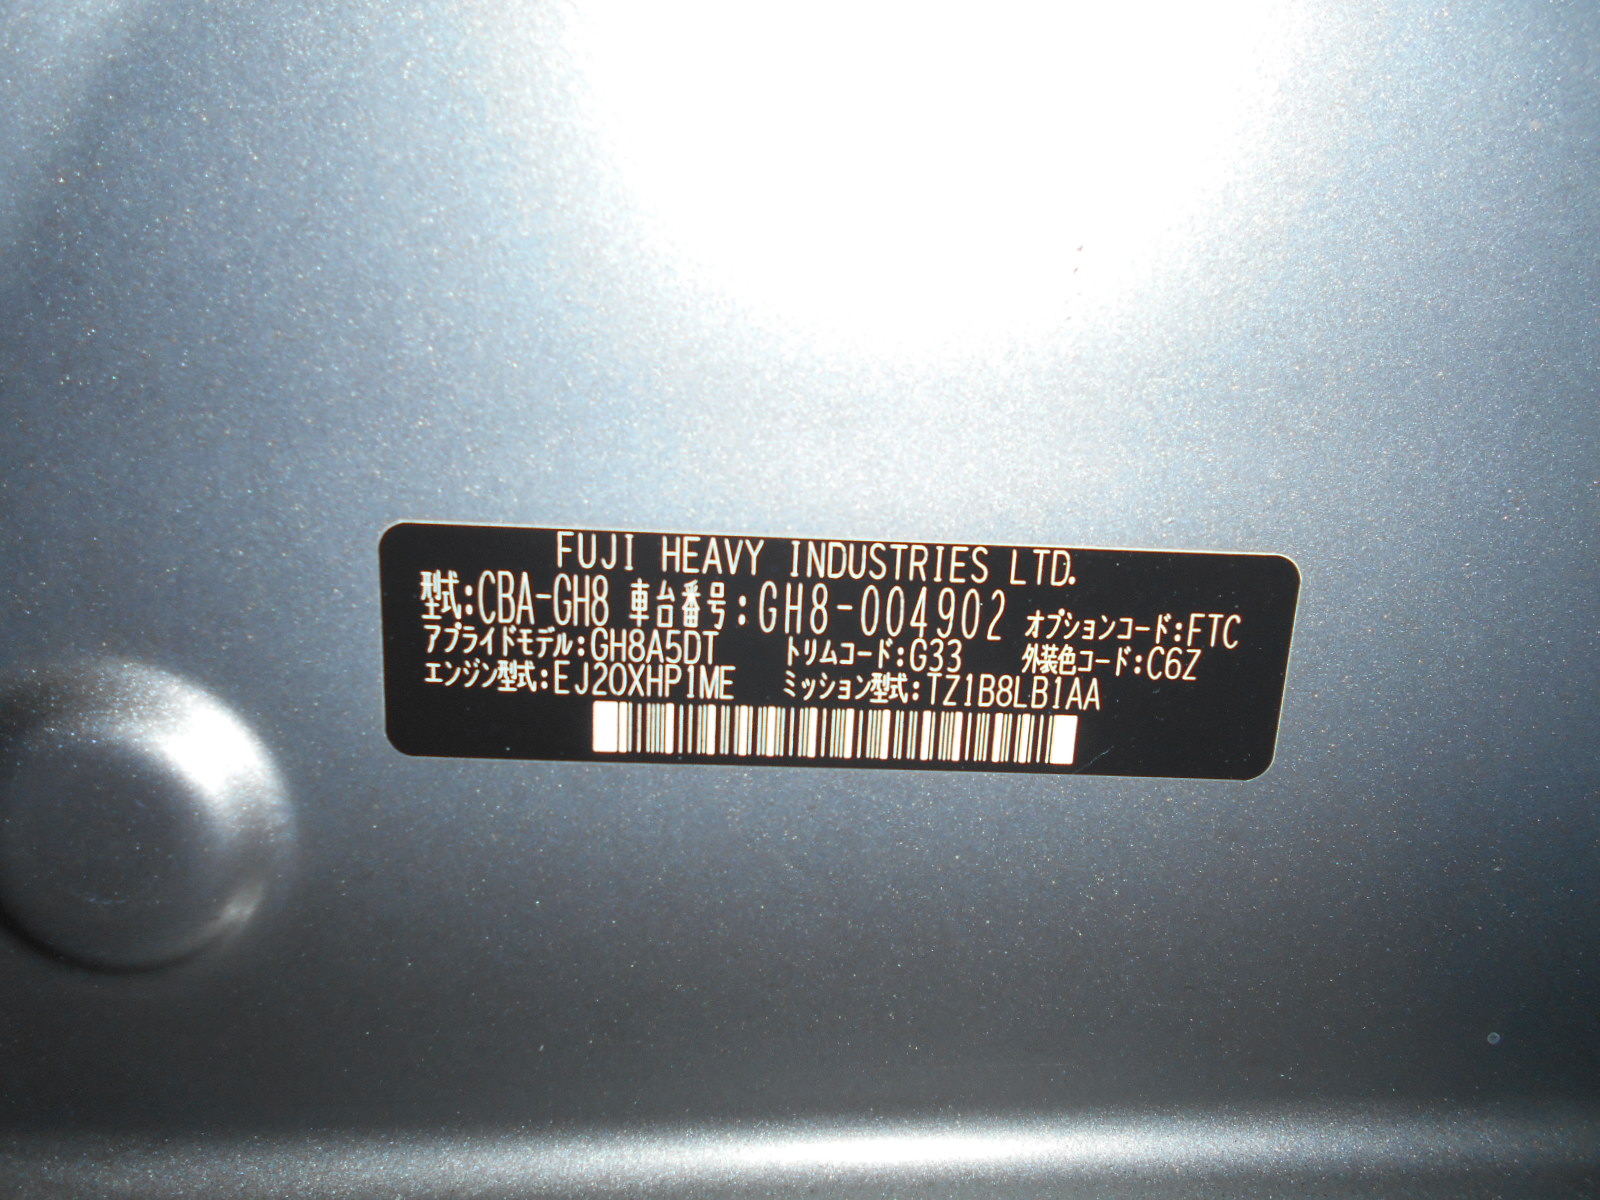 FUJI HEAVY INDUSTRIES LTD.
型式:CBA-GH8 車台番号:GH8-004902 オプションコード:FTC
アプライドモデル:GH8A5DT トリムコード:G33 外装色コード:C6Z
エンジン型式:EJ20XHP1ME ミッション型式:TZ1B8LB1AA